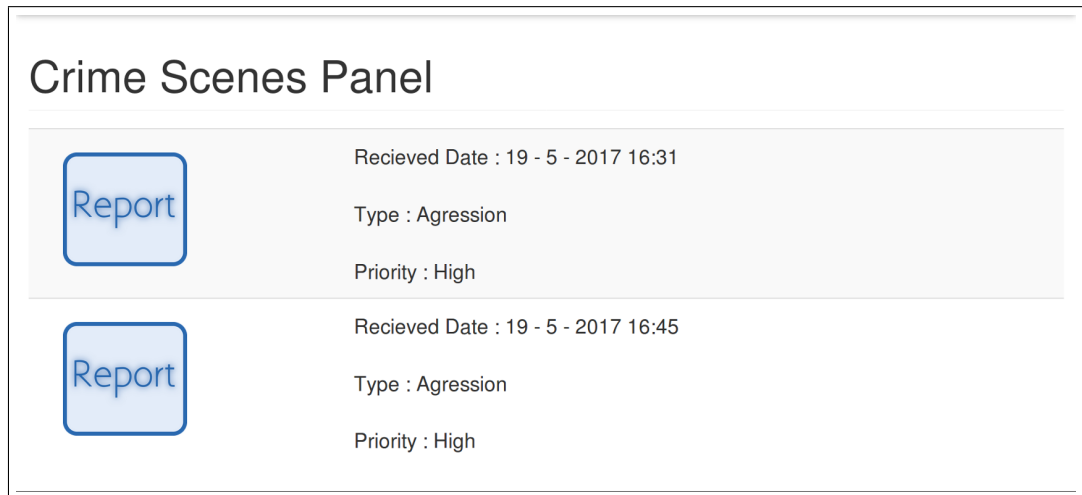 Crime Scenes Panel
Report
Recieved Date : 19 - 5 - 2017 16:31
Type : Agression
Priority : High
Report
Recieved Date : 19 - 5 - 2017 16:45
Type : Agression
Priority : High